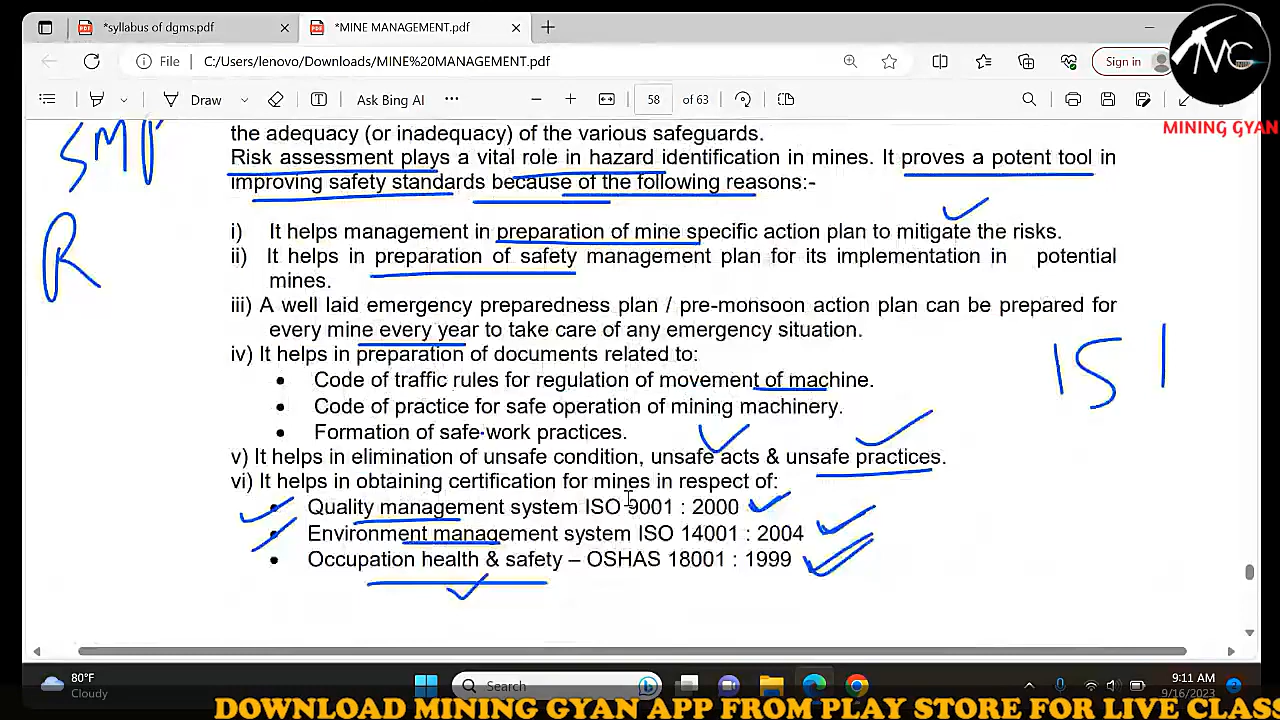 *syllabus of dgms.pdf
*MINE MANAGEMENT.pdf
File C:/Users/lenovo/Downloads/MINE%20MANAGEMENT.pdf
Sign in
MC
MINING GYAN
Draw
Ask Bing AI
58 of 63
SMP
R
the adequacy (or inadequacy) of the various safeguards.
Risk assessment plays a vital role in hazard identification in mines. It proves a potent tool in
improving safety standards because of the following reasons:-
i) It helps management in preparation of mine specific action plan to mitigate the risks.
ii) It helps in preparation of safety management plan for its implementation in potential
mines.
iii) A well laid emergency preparedness plan / pre-monsoon action plan can be prepared for
every mine every year to take care of any emergency situation.
iv) It helps in preparation of documents related to:
• Code of traffic rules for regulation of movement of machine.
• Code of practice for safe operation of mining machinery.
• Formation of safe work practices.
v) It helps in elimination of unsafe condition, unsafe acts & unsafe practices.
vi) It helps in obtaining certification for mines in respect of:
• Quality management system ISO 9001 : 2000
• Environment management system ISO 14001 : 2004
• Occupation health & safety – OSHAS 18001 : 1999
151
80°F
Cloudy
Search
9:11 AM
9/16/2023
2
DOWNLOAD MINING GYAN APP FROM PLAY STORE FOR LIVE CLASS